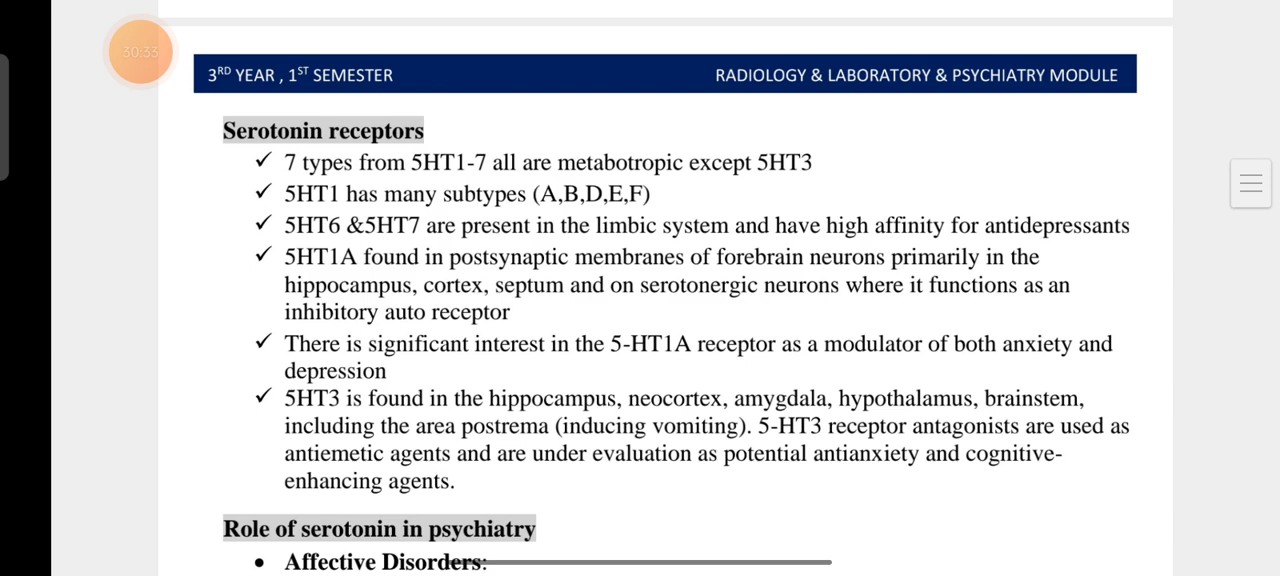 30:33
3RD YEAR , 1ST SEMESTER
RADIOLOGY & LABORATORY & PSYCHIATRY MODULE
Serotonin receptors
✓ 7 types from 5HT1-7 all are metabotropic except 5HT3
✓ 5HT1 has many subtypes (A,B,D,E,F)
✓ 5HT6 &5HT7 are present in the limbic system and have high affinity for antidepressants
✓ 5HT1A found in postsynaptic membranes of forebrain neurons primarily in the
hippocampus, cortex, septum and on serotonergic neurons where it functions as an
inhibitory auto receptor
✓ There is significant interest in the 5-HT1A receptor as a modulator of both anxiety and
depression
✓ 5HT3 is found in the hippocampus, neocortex, amygdala, hypothalamus, brainstem,
including the area postrema (inducing vomiting). 5-HT3 receptor antagonists are used as
antiemetic agents and are under evaluation as potential antianxiety and cognitive-
enhancing agents.
Role of serotonin in psychiatry
• Affective Disorders: